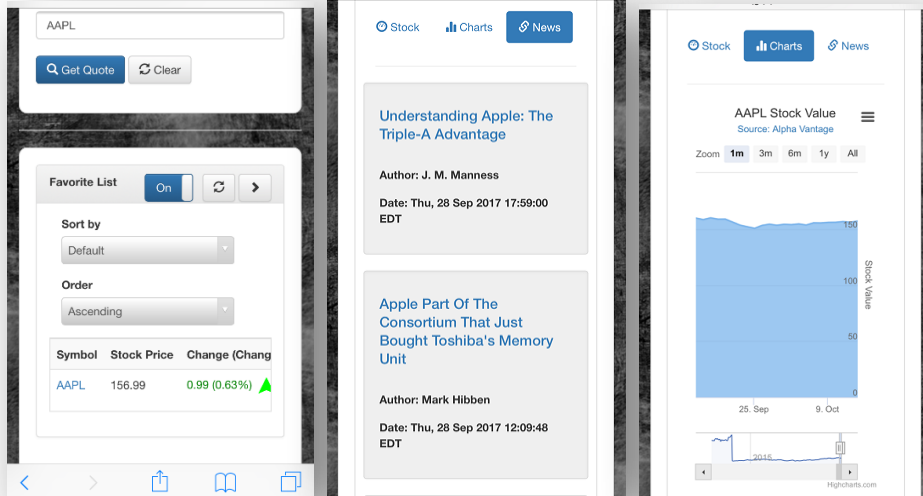 AAPL
Get Quote
Clear
Favorite List
On
Sort by
Default
Order
Ascending
Symbol Stock Price Change (Chang
AAPL 156.99 0.99 (0.63%)
Stock Charts News
Understanding Apple: The
Triple-A Advantage
Author: J. M. Manness
Date: Thu, 28 Sep 2017 17:59:00
EDT
Apple Part Of The
Consortium That Just
Bought Toshiba's Memory
Unit
Author: Mark Hibben
Date: Thu, 28 Sep 2017 12:09:48
EDT
Stock Charts News
AAPL Stock Value
Source: Alpha Vantage
Zoom 1m 3m 6m 1y All
150
100
50
0
Stock Value
25. Sep 9. Oct
2015
Highcharts.com